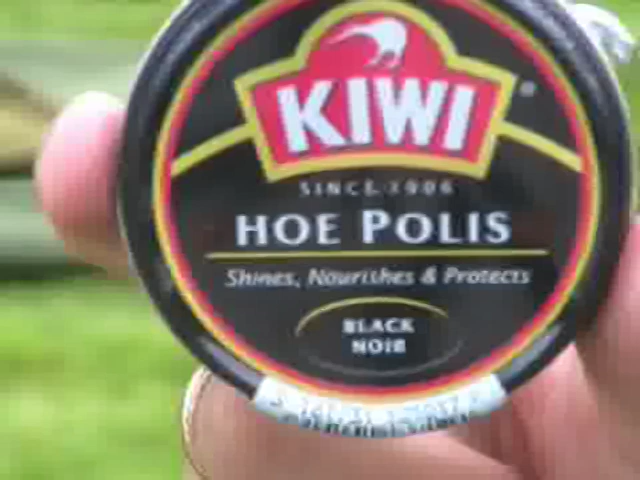 KIWI
SINCE 1906
HOE POLIS
Shines, Nourishes & Protects
BLACK
NOIR